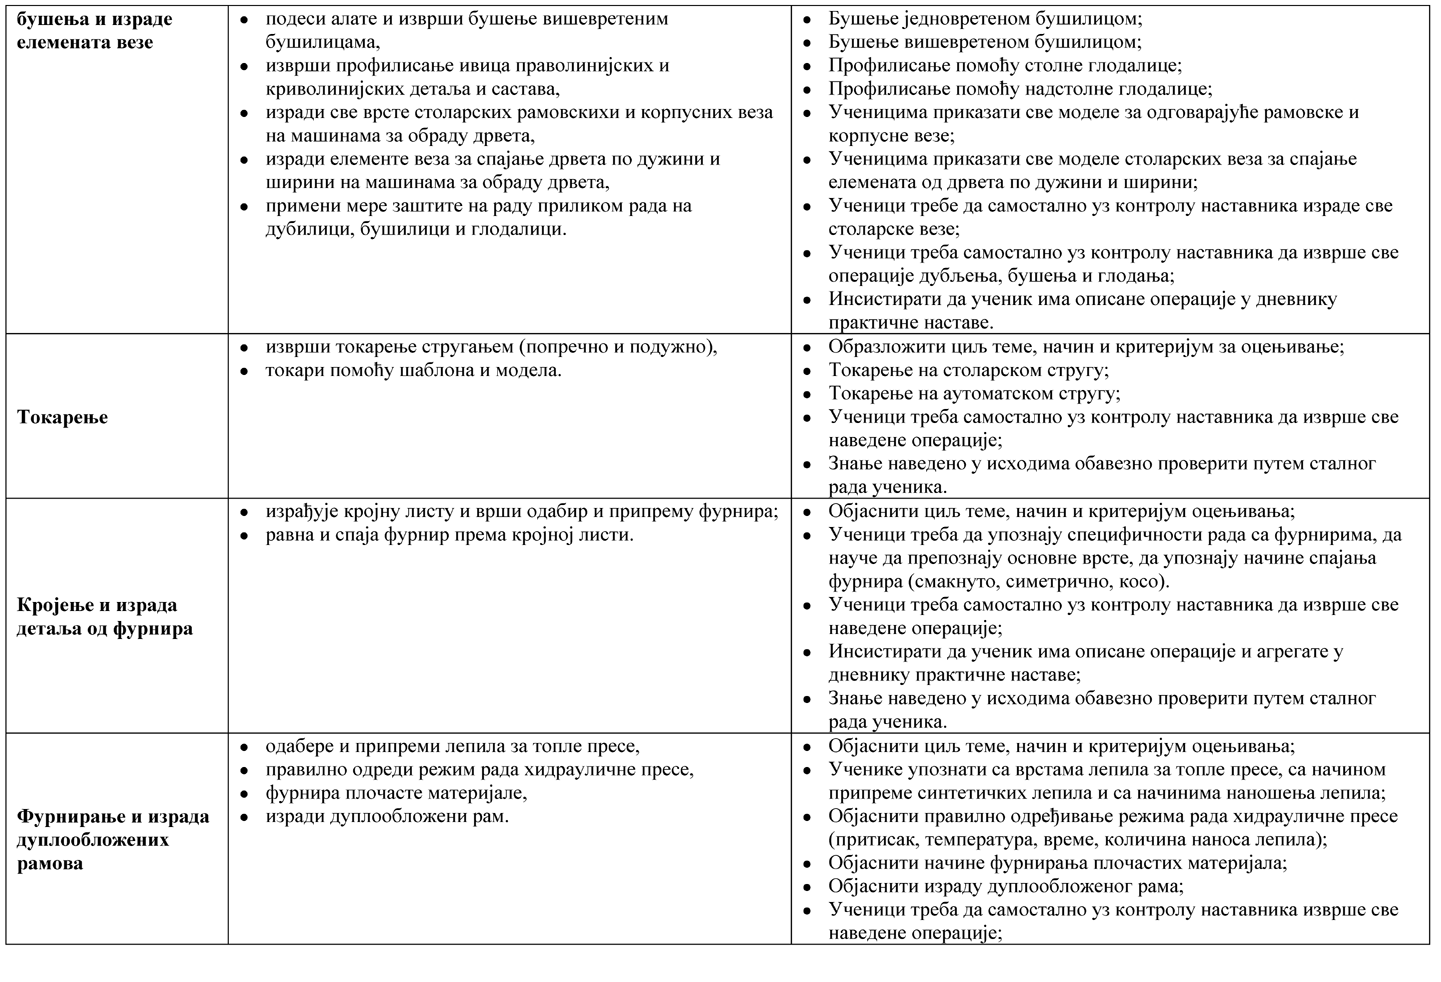 бушења и израде
елемената везе
• подеси алате и изврши бушење вишевретеним
бушилицама,
• изврши профилисање ивица праволинијских и
криволинијских детаља и састава,
• изради све врсте столарских рамовскихи и корпусних веза
на машинама за обраду дрвета,
• изради елементе веза за спајање дрвета по дужини и
ширини на машинама за обраду дрвета,
• примени мере заштите на раду приликом рада на
дубилици, бушилици и глодалици.
• Бушење једновретеном бушилицом;
• Бушење вишевретеном бушилицом;
• Профилисање помоћу столне глодалице;
• Профилисање помоћу надстолне глодалице;
• Ученицима приказати све моделе за одговарајуће рамовске и
корпусне везе;
• Ученицима приказати све моделе столарских веза за спајање
елемената од дрвета по дужини и ширини;
• Ученици требе да самостално уз контролу наставника израде све
столарске везе;
• Ученици треба самостално уз контролу наставника да изврше све
операције дубљења, бушења и глодања;
• Инсистирати да ученик има описане операције у дневнику
практичне наставе.
Токарење
• изврши токарење стругањем (попречно и подужно),
• токари помоћу шаблона и модела.
• Образложити циљ теме, начин и критеријум за оцењивање;
• Токарење на столарском стругу;
• Токарење на аутоматском стругу;
• Ученици треба самостално уз контролу наставника да изврше све
наведене операције;
• Знање наведено у исходима обавезно проверити путем сталног
рада ученика.
Кројење и израда
детаља од фурнира
• израђује кројну листу и врши одабир и припрему фурнира;
• равна и спаја фурнир према кројној листи.
• Објаснити циљ теме, начин и критеријум оцењивања;
• Ученици треба да упознају специфичности рада са фурнирима, да
науче да препознају основне врсте, да упознају начине спајања
фурнира (смакнуто, симетрично, косо).
• Ученици треба самостално уз контролу наставника да изврше све
наведене операције;
• Инсистирати да ученик има описане операције и агрегате у
дневнику практичне наставе;
• Знање наведено у исходима обавезно проверити путем сталног
рада ученика.
Фурнирање и израда
дуплообложених
рамова
• одабере и припреми лепила за топле пресе,
• правилно одреди режим рада хидрауличне пресе,
• фурнира плочасте материјале,
• изради дуплообложени рам.
• Објаснити циљ теме, начин и критеријум оцењивања;
• Ученике упознати са врстама лепила за топле пресе, са начином
припреме синтетичких лепила и са начинима наношења лепила;
• Објаснити правилно одређивање режима рада хидрауличне пресе
(притисак, температура, време, количина наноса лепила);
• Објаснити начине фурнирања плочастих материјала;
• Објаснити израду дуплообложеног рама;
• Ученици треба да самостално уз контролу наставника изврше све
наведене операције;